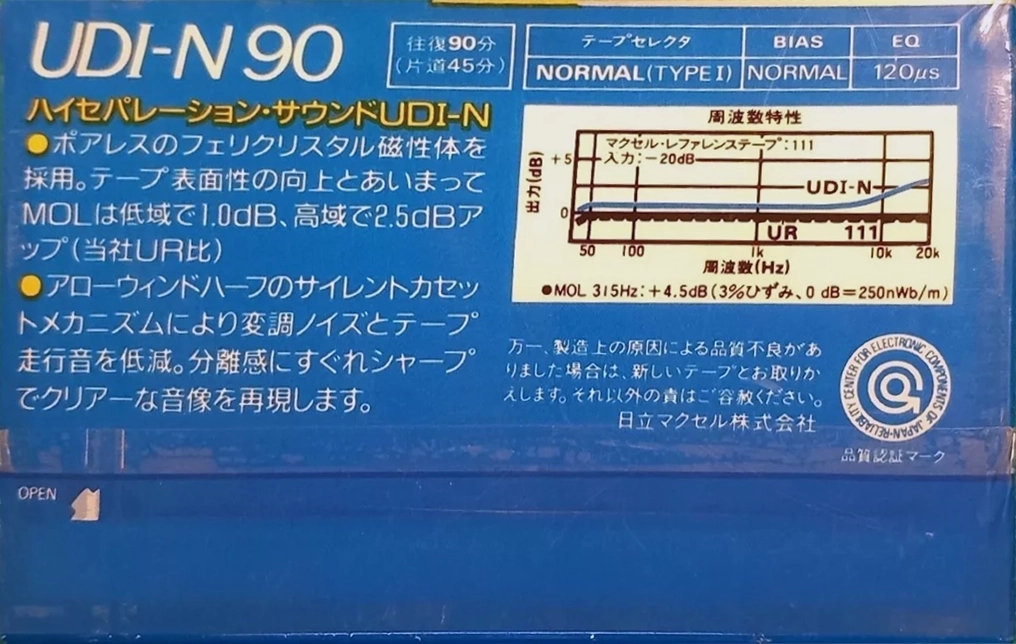 UDI-N 90
往復90分
(片道45分)
テープセレクタ BIAS EQ
NORMAL(TYPE I) NORMAL 120μs
ハイセパレーション・サウンドUDI-N
●ポアレスのフェリクリスタル磁性体を
採用。テープ表面性の向上とあいまって
MOLは低域で1.0dB、高域で2.5dBア
ップ(当社UR比)
●アローウィンドハーフのサイレントカセッ
トメカニズムにより変調ノイズとテープ
走行音を低減。分離感にすぐれシャープ
でクリアーな音像を再現します。
周波数特性
マクセル・レファレンステープ:111
入力:-20dB
出力(dB)
+5
0
UDI-N
UR 111
50 100 1k 10k 20k
周波数(Hz)
●MOL 315Hz:+4.5dB(3%ひずみ、0 dB=250nWb/m)
万一、製造上の原因による品質不良があ
りました場合は、新しいテープとお取りか
えします。それ以外の責はご容赦ください。
日立マクセル株式会社
RELIABILITY CENTER FOR ELECTRONIC COMPONENTS OF JAPAN
品質認証マーク
OPEN